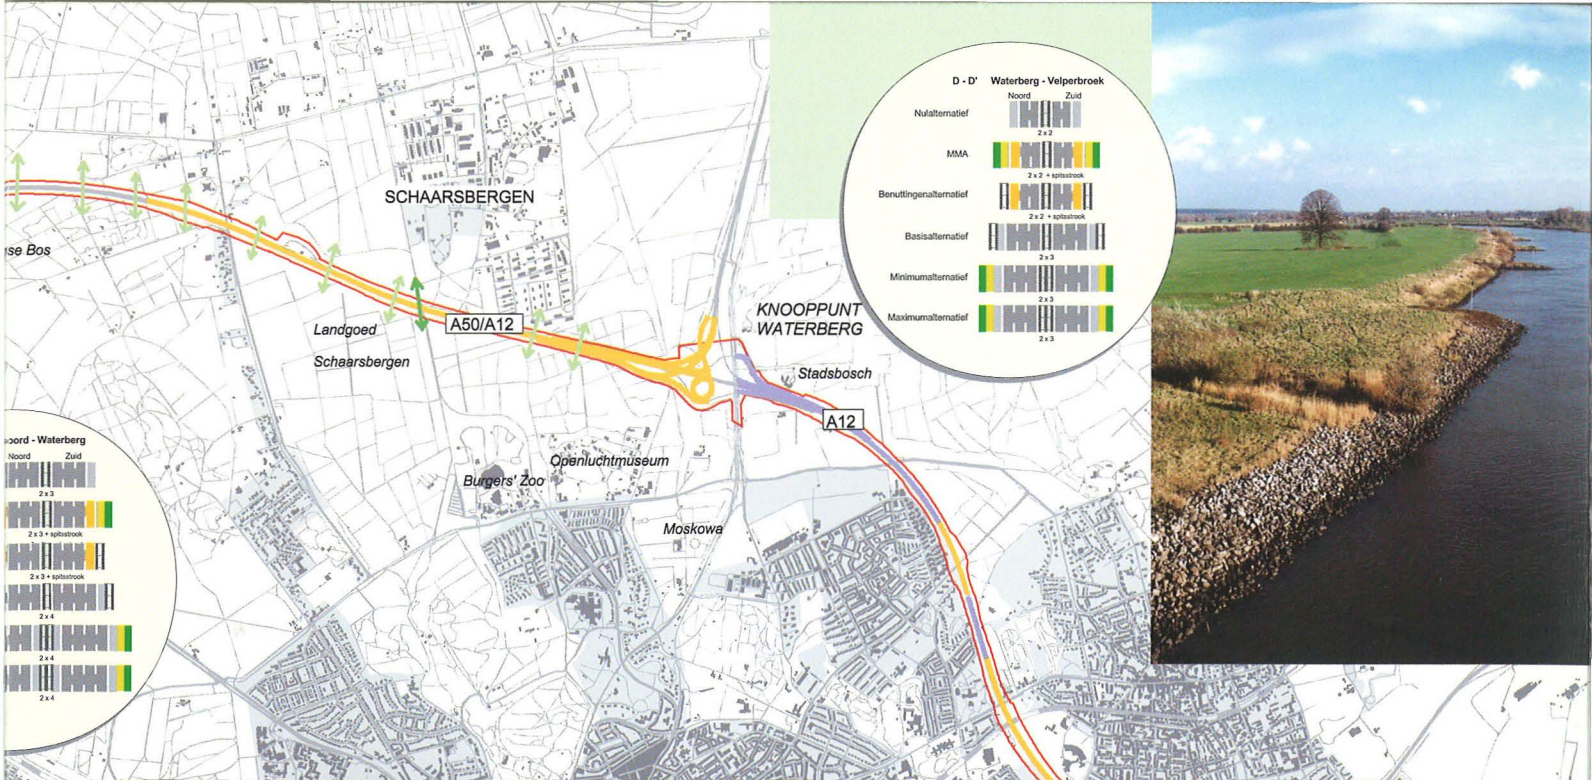 SCHAARSBERGEN
se Bos
Landgoed
Schaarsbergen
A50/A12
KNOOPPUNT
WATERBERG
Stadsbosch
A12
Openluchtmuseum
Burgers' Zoo
Moskowa
D - D' Waterberg - Velperbroek
Noord Zuid
Nulalternatief
2 x 2
MMA
2 x 2 + spitsstrook
Benuttingenalternatief
2 x 2 + spitsstrook
Basisalternatief
2 x 3
Minimumalternatief
2 x 3
Maximumalternatief
2 x 3
oord - Waterberg
Noord Zuid
2 x 3
2 x 3 + spitsstrook
2 x 3 + spitsstrook
2 x 4
2 x 4
2 x 4